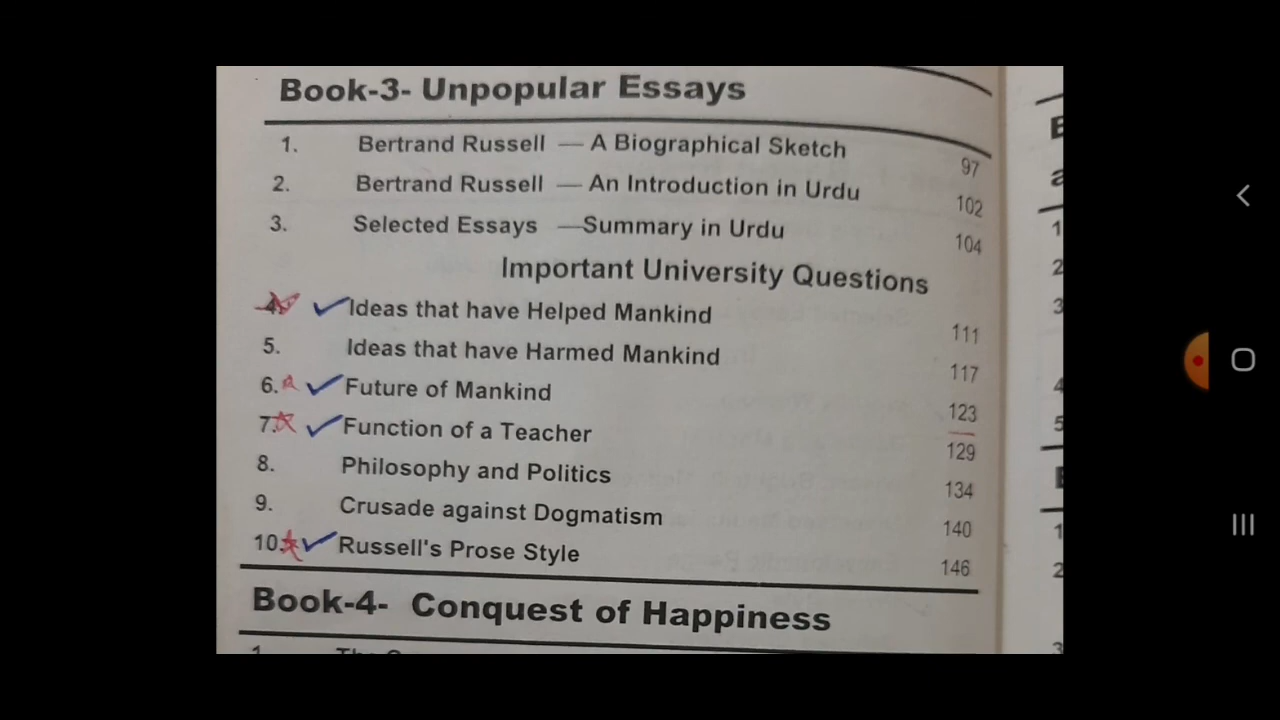 Book-3- Unpopular Essays
1. Bertrand Russell — A Biographical Sketch 97
2. Bertrand Russell — An Introduction in Urdu 102
3. Selected Essays — Summary in Urdu 104
Important University Questions
4. Ideas that have Helped Mankind 111
5. Ideas that have Harmed Mankind 117
6. Future of Mankind 123
7. Function of a Teacher 129
8. Philosophy and Politics 134
9. Crusade against Dogmatism 140
10. Russell's Prose Style 146
Book-4- Conquest of Happiness